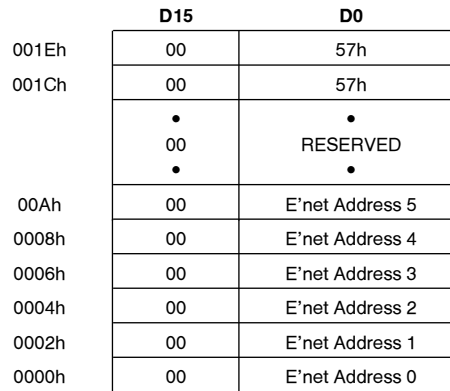 D15 D0
001Eh 00 57h
001Ch 00 57h
• •
00 RESERVED
• •
00Ah 00 E'net Address 5
0008h 00 E'net Address 4
0006h 00 E'net Address 3
0004h 00 E'net Address 2
0002h 00 E'net Address 1
0000h 00 E'net Address 0